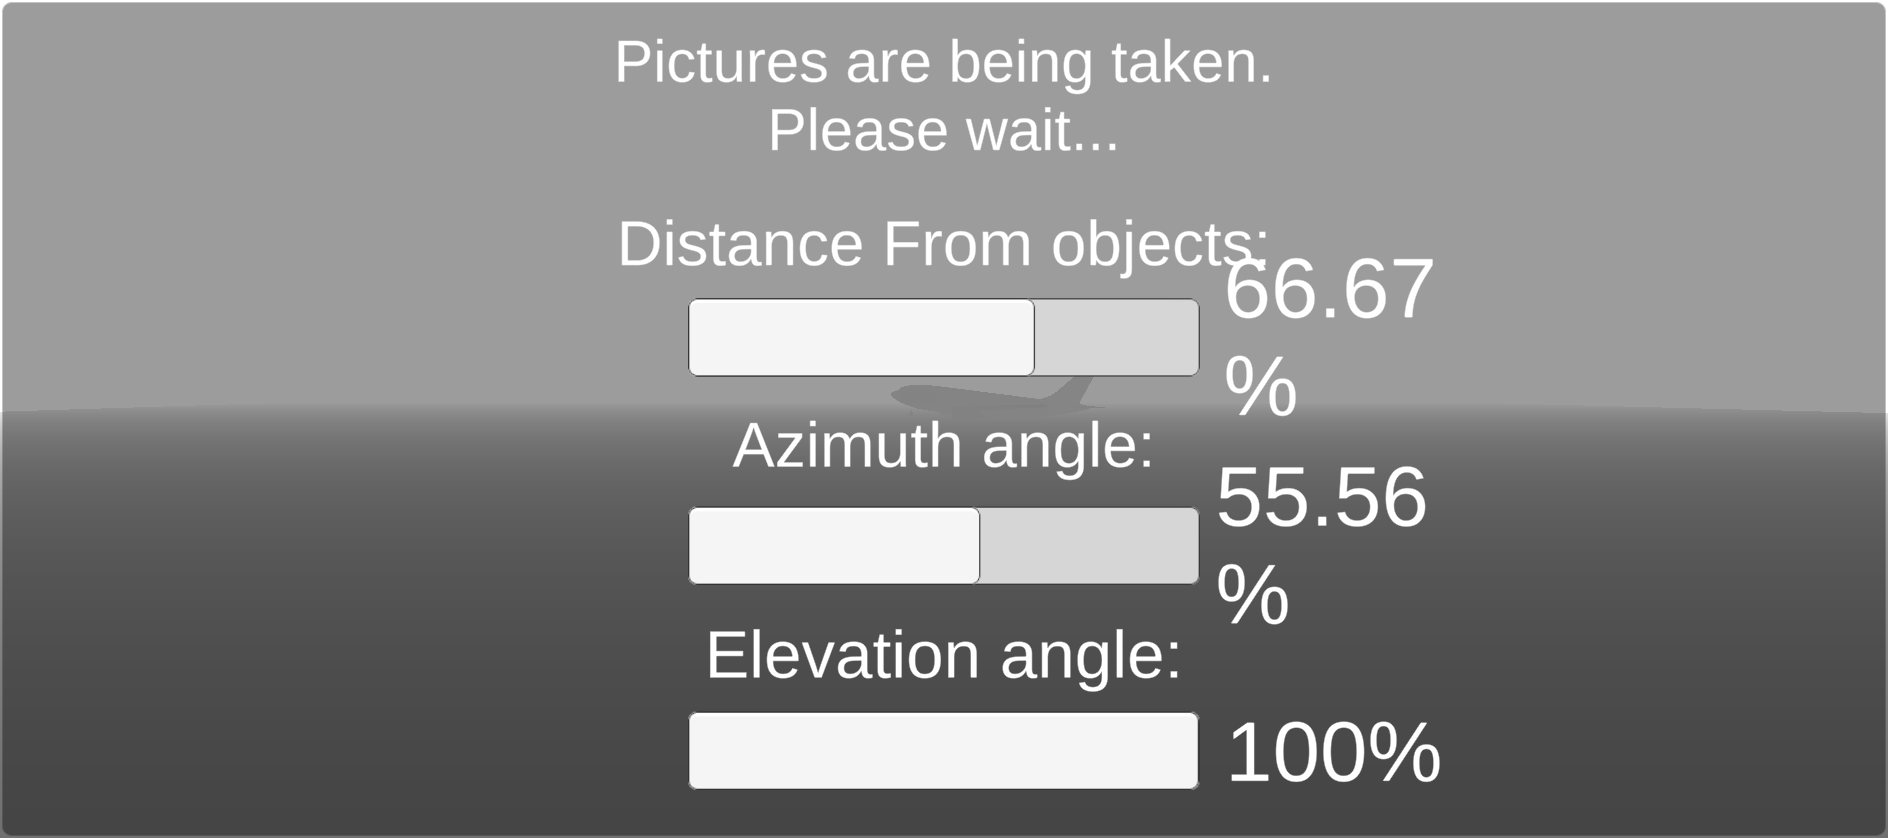 Pictures are being taken.
Please wait...
Distance From objects:
66.67
%
Azimuth angle:
55.56
%
Elevation angle:
100%